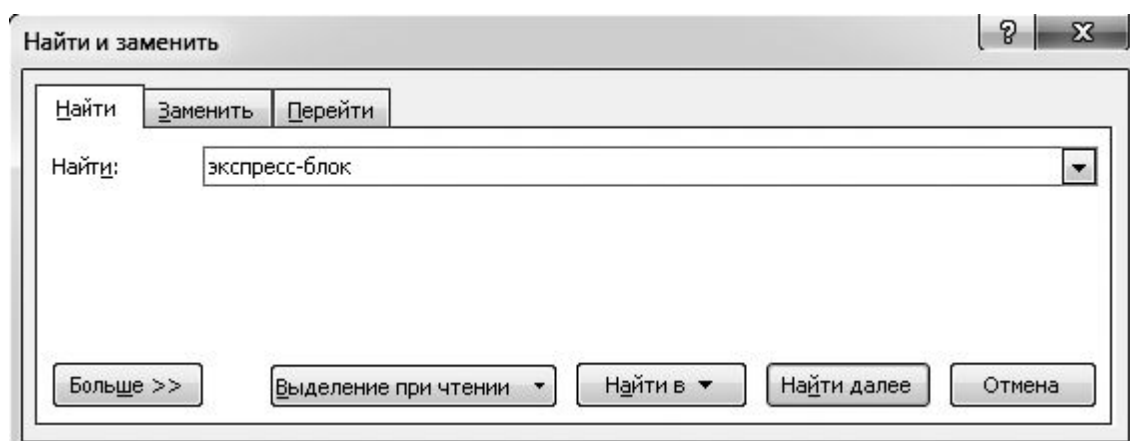 Найти и заменить
Найти Заменить Перейти
Найти: экспресс-блок
Больше >> Выделение при чтении Найти в Найти далее Отмена